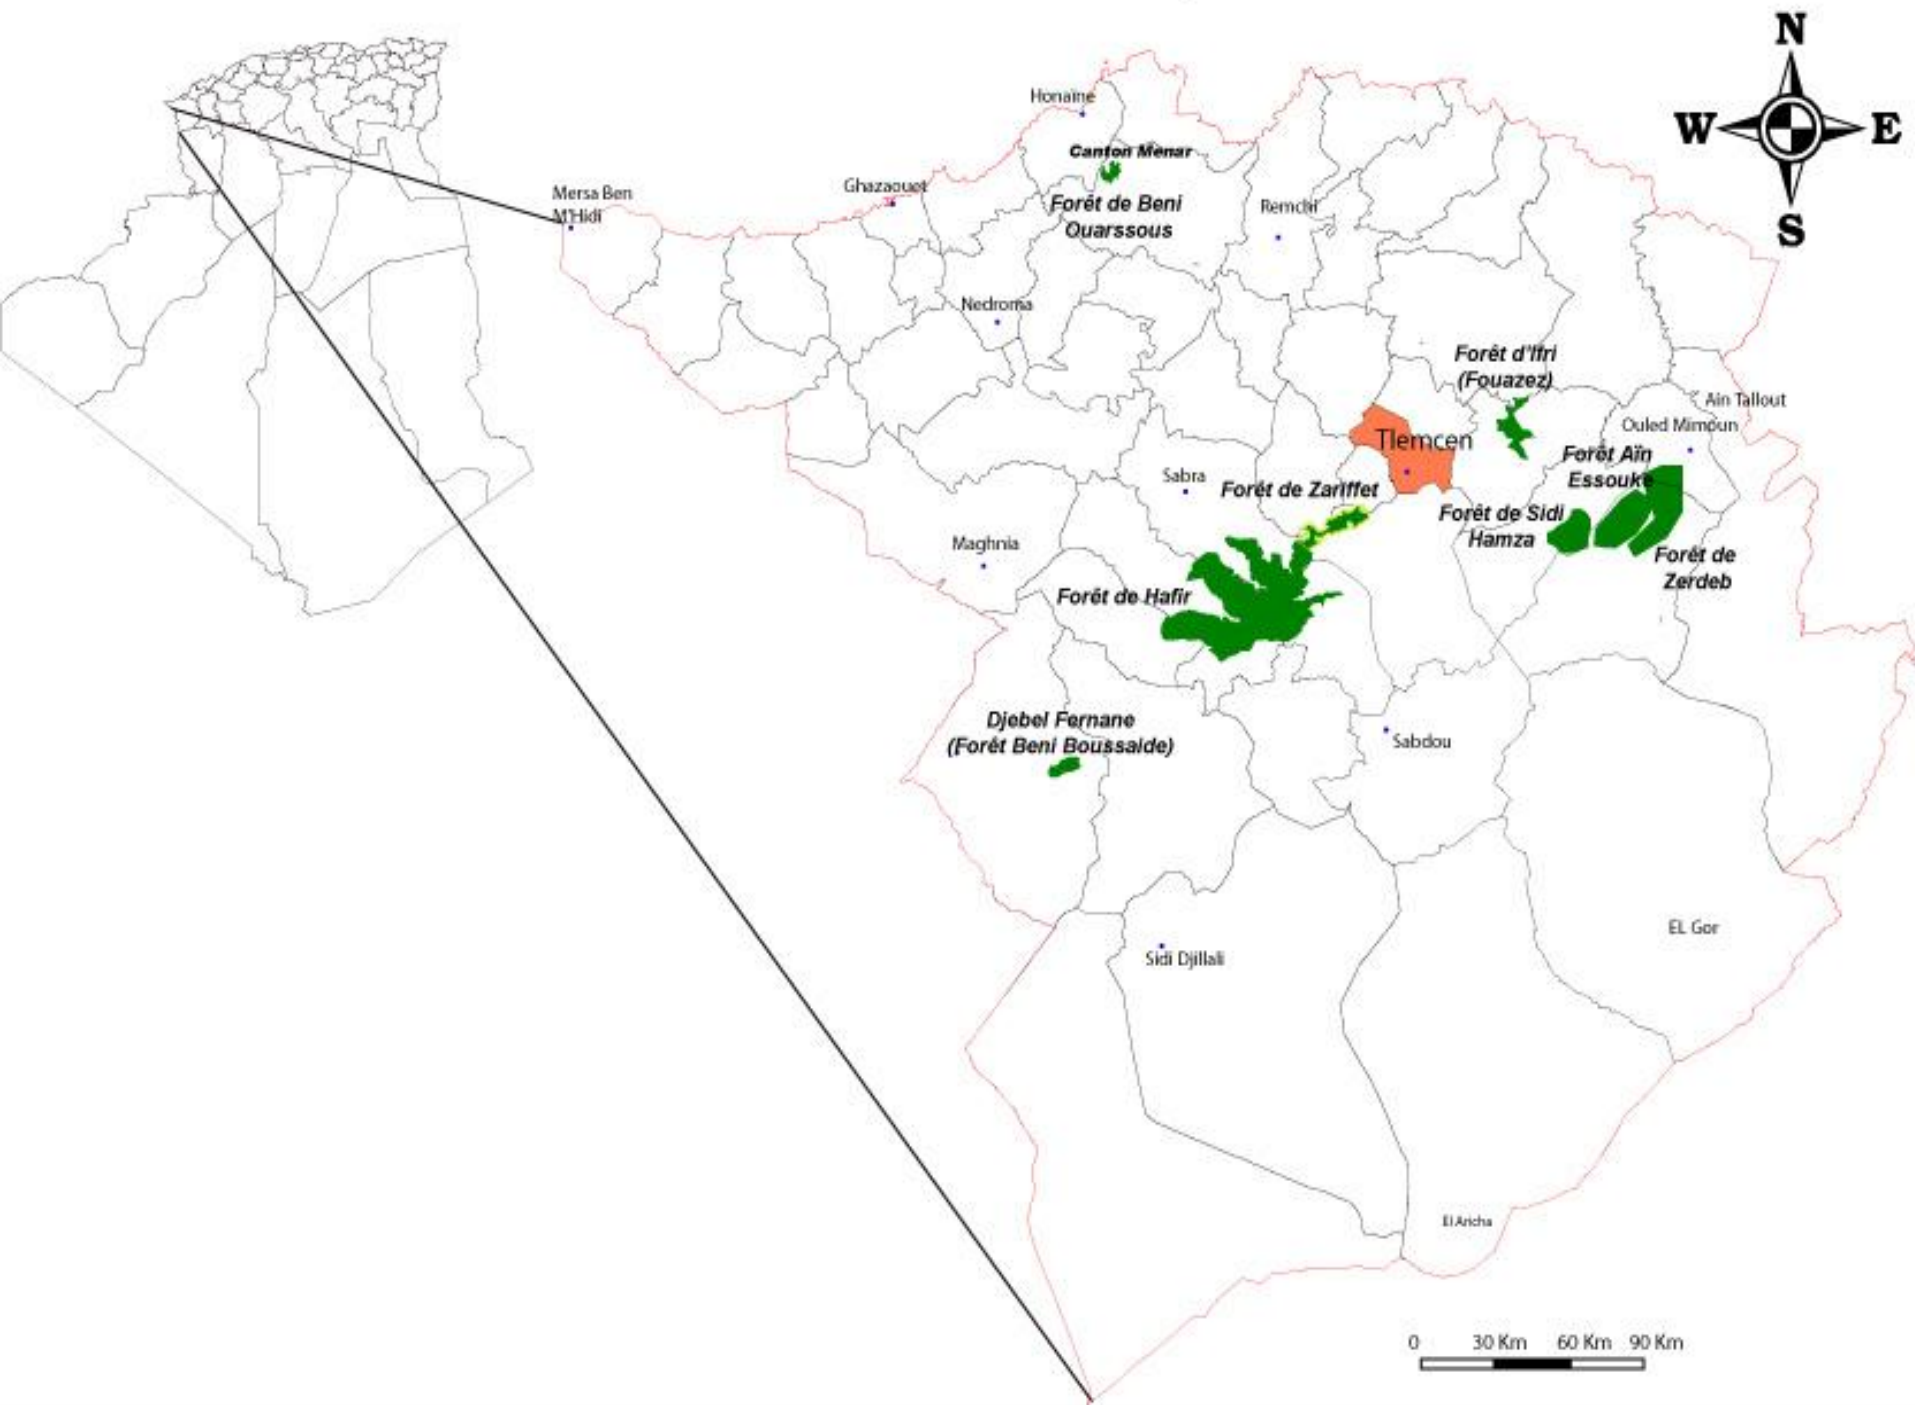 N
W
E
S
Honaïne
Canton Menar
Mersa Ben
M'Hidi
Ghazaouet
Forêt de Beni
Ouarssous
Remchi
Nedroma
Forêt d'Ifri
(Fouazez)
Ain Tallout
Ouled Mimoun
Tlemcen
Forêt Aïn
Essouke
Sabra
Forêt de Zariffet
Forêt de Sidi
Hamza
Maghnia
Forêt de
Zerdeb
Forêt de Hafir
Djebel Fernane
(Forêt Beni Boussaide)
Sabdou
EL Gor
Sidi Djillali
El Aricha
0 30 Km 60 Km 90 Km